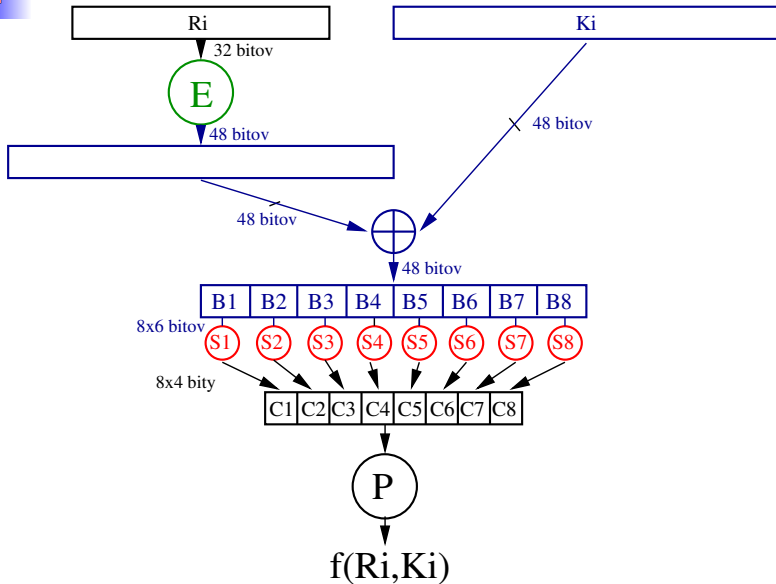 Ri
Ki
32 bitov
E
48 bitov
48 bitov
48 bitov
48 bitov
B1 B2 B3 B4 B5 B6 B7 B8
8x6 bitov
S1 S2 S3 S4 S5 S6 S7 S8
8x4 bity
C1 C2 C3 C4 C5 C6 C7 C8
P
f(Ri,Ki)